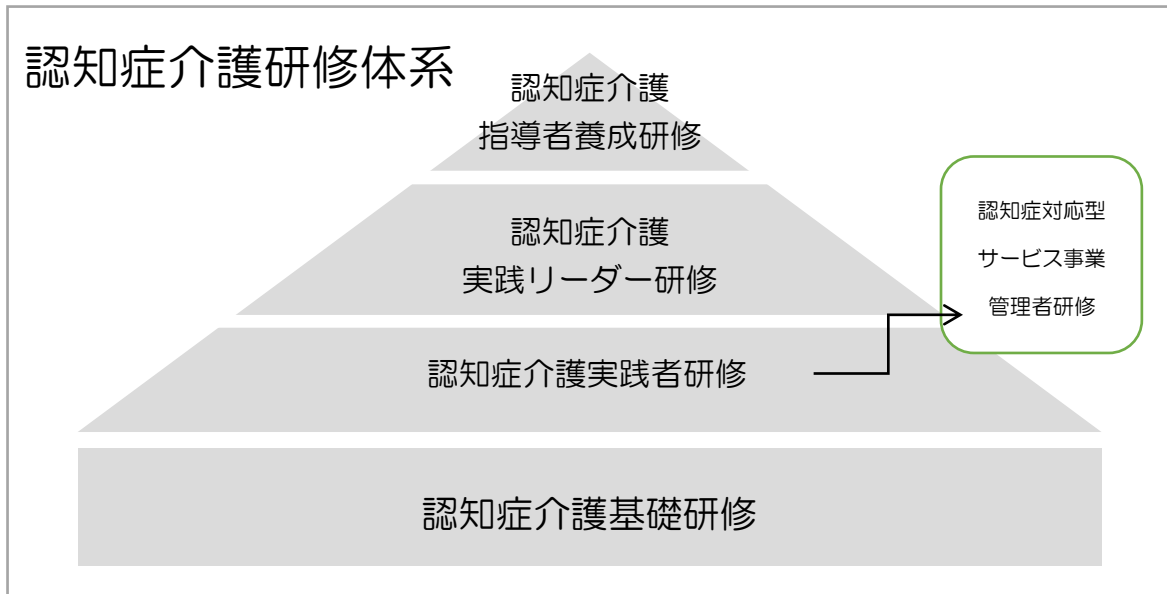 認知症介護研修体系
認知症介護
指導者養成研修
認知症介護
実践リーダー研修
認知症対応型
サービス事業
管理者研修
認知症介護実践者研修
認知症介護基礎研修